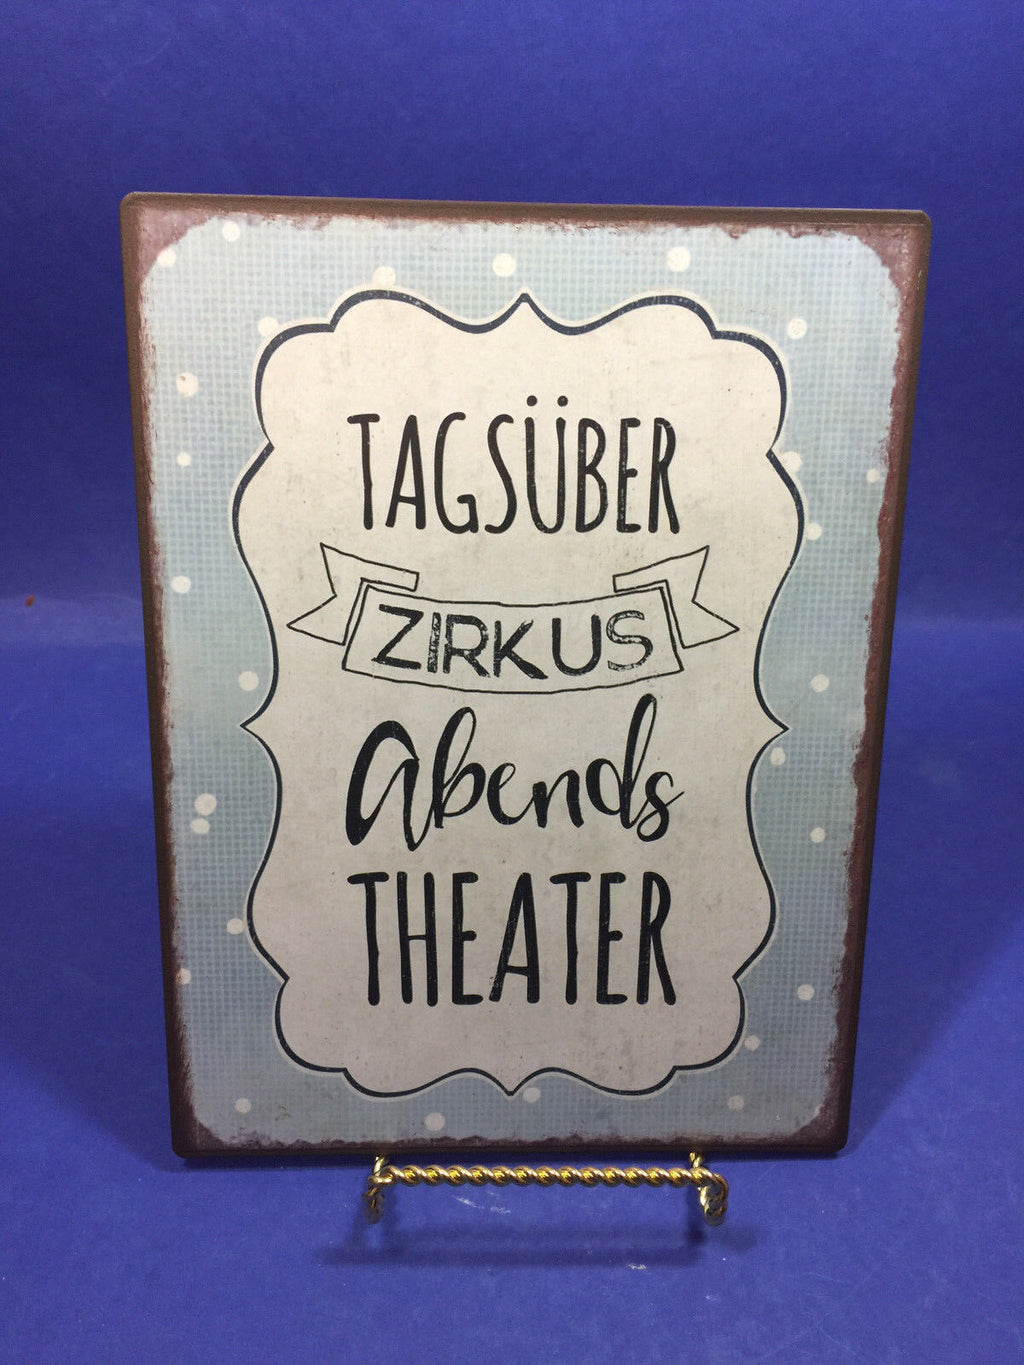 TAGSÜBER
ZIRKUS
Abends
THEATER